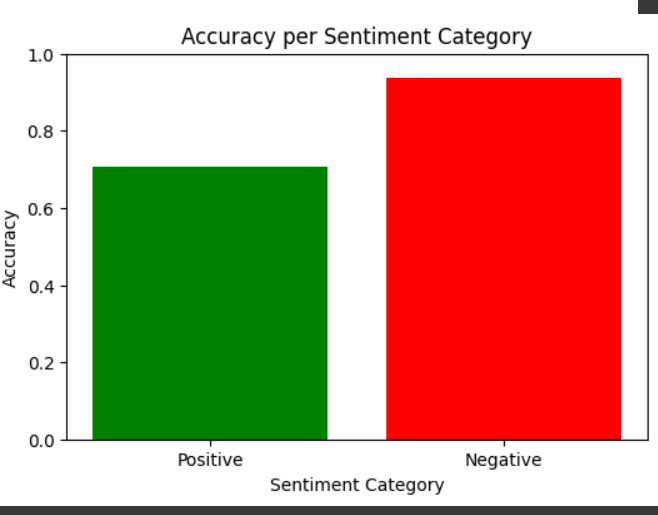 Accuracy per Sentiment Category
1.0
0.8
0.6
0.4
0.2
0.0
Accuracy
Positive Negative
Sentiment Category